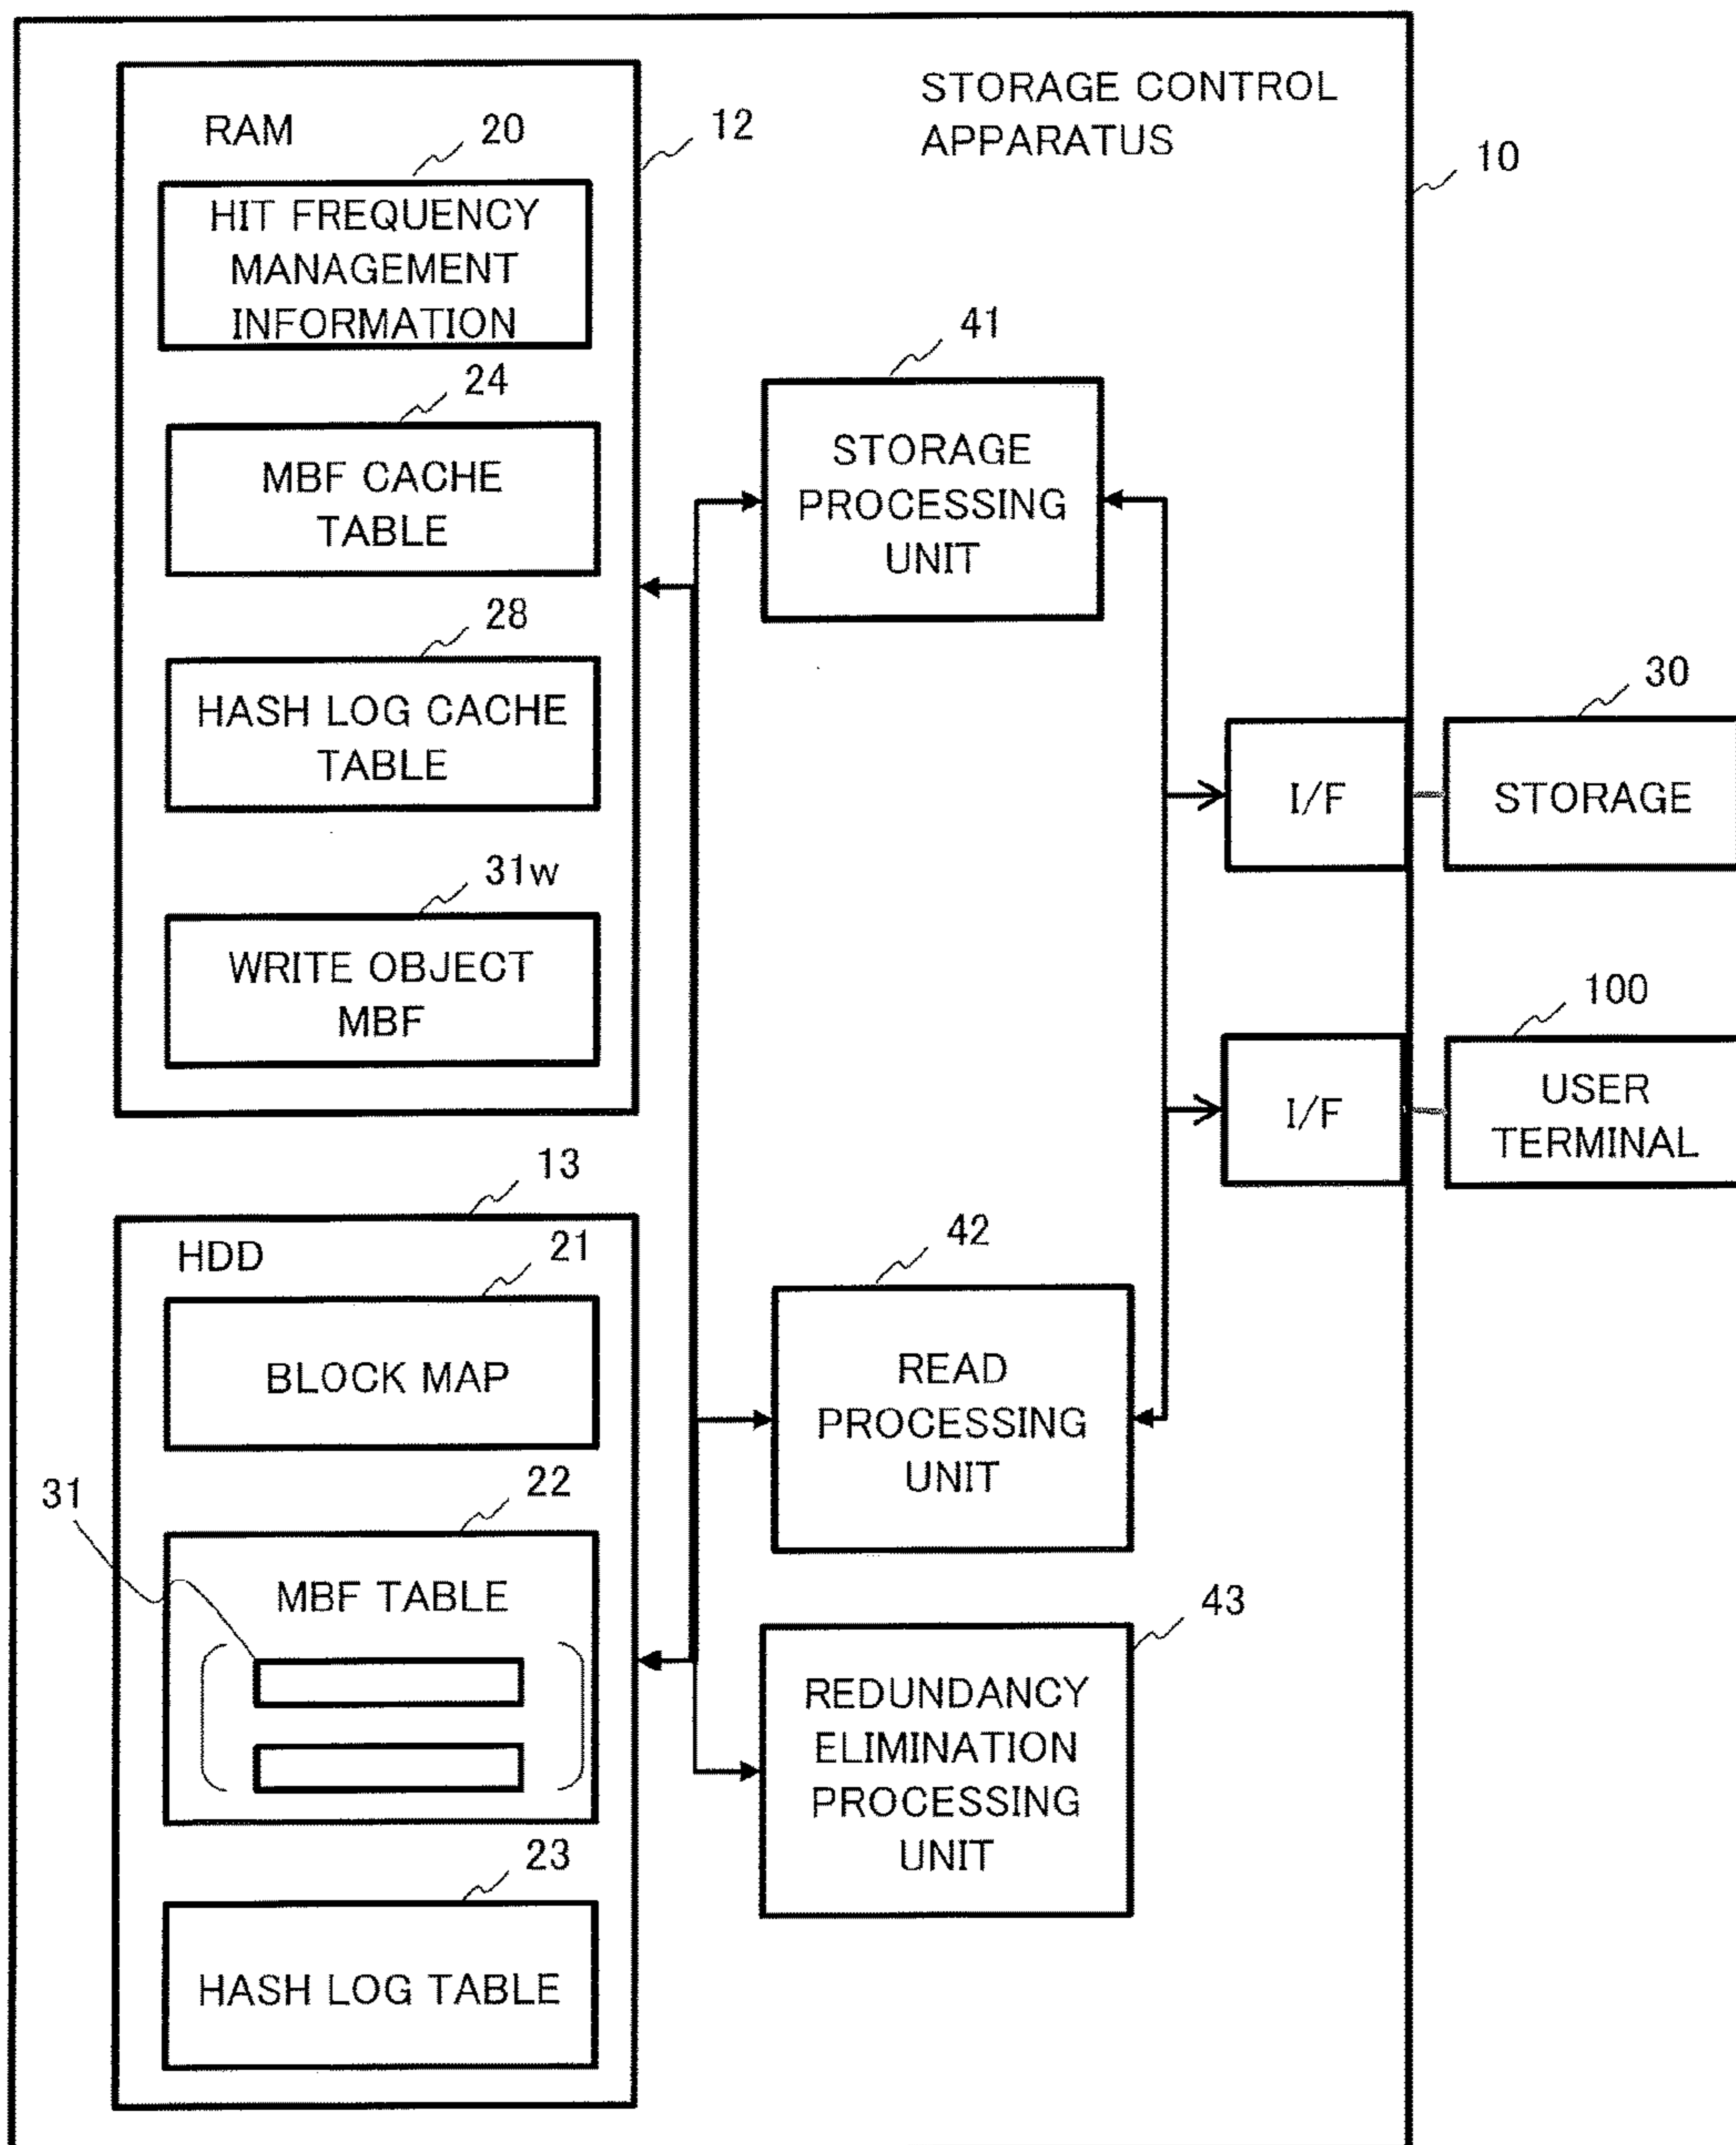 STORAGE CONTROL
APPARATUS
10
RAM
12
20
HIT FREQUENCY
MANAGEMENT
INFORMATION
24
MBF CACHE
TABLE
28
HASH LOG CACHE
TABLE
31w
WRITE OBJECT
MBF
41
STORAGE
PROCESSING
UNIT
30
I/F
STORAGE
100
I/F
USER
TERMINAL
13
HDD
21
BLOCK MAP
42
READ
PROCESSING
UNIT
31
22
MBF TABLE
43
REDUNDANCY
ELIMINATION
PROCESSING
UNIT
23
HASH LOG TABLE